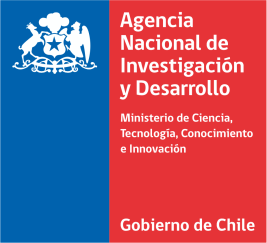 Agencia
Nacional de
Investigación
y Desarrollo
Ministerio de Ciencia,
Tecnología, Conocimiento
e Innovación
Gobierno de Chile